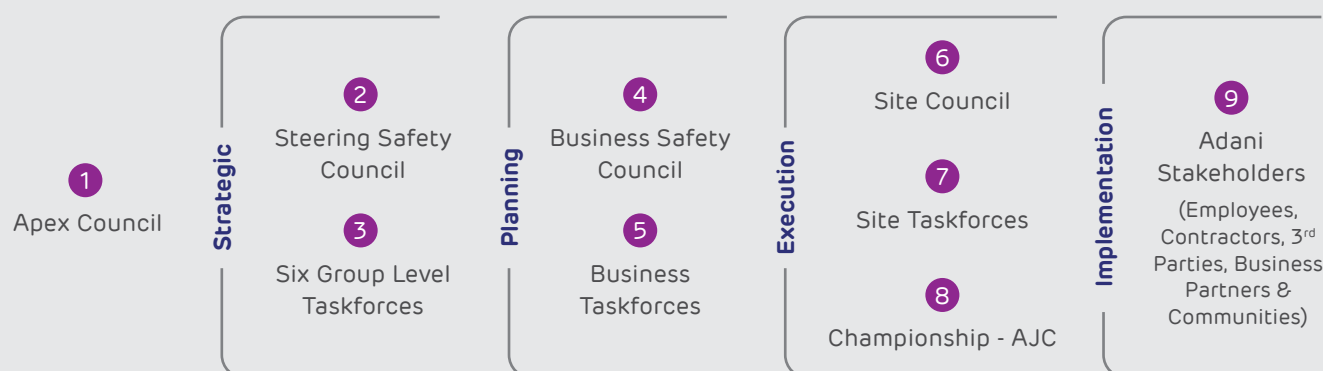 1
Apex Council
Strategic
2
Steering Safety
Council
3
Six Group Level
Taskforces
Planning
4
Business Safety
Council
5
Business
Taskforces
Execution
6
Site Council
7
Site Taskforces
8
Championship - AJC
Implementation
9
Adani
Stakeholders
(Employees,
Contractors, 3rd
Parties, Business
Partners &
Communities)